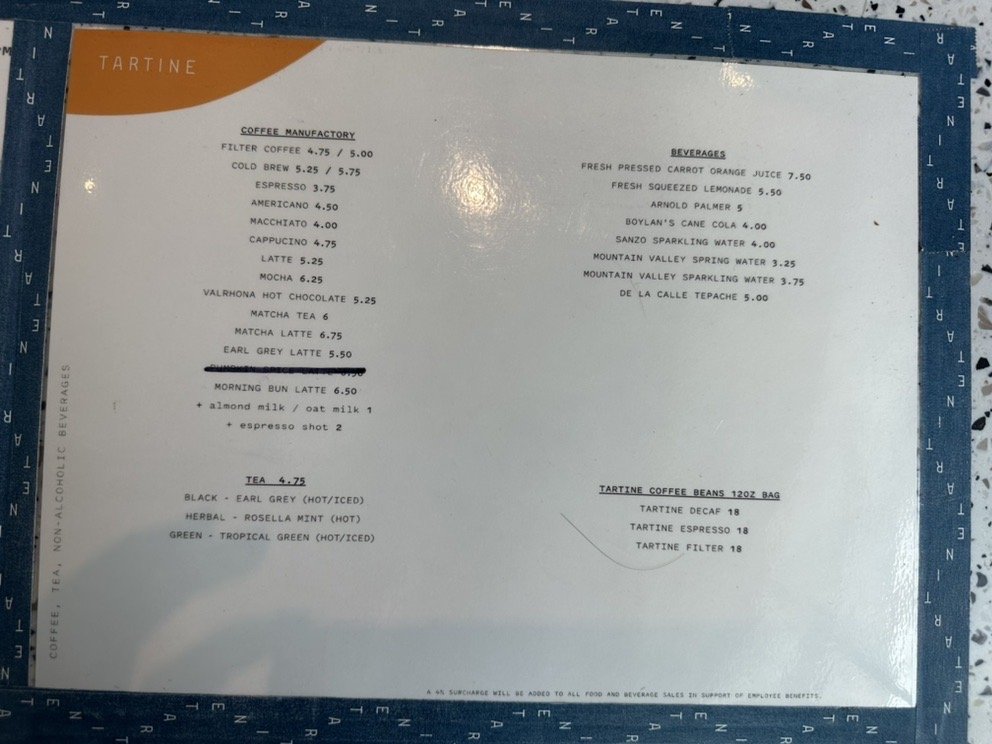 TARTINE
COFFEE MANUFACTORY
FILTER COFFEE 4.75 / 5.00
COLD BREW 5.25 / 5.75
ESPRESSO 3.75
AMERICANO 4.50
MACCHIATO 4.00
CAPPUCINO 4.75
LATTE 5.25
MOCHA 6.25
VALRHONA HOT CHOCOLATE 5.25
MATCHA TEA 6
MATCHA LATTE 6.75
EARL GREY LATTE 5.50
PUMPKIN SPICE LATTE
MORNING BUN LATTE 6.50
+ almond milk / oat milk 1
+ espresso shot 2
TEA 4.75
BLACK - EARL GREY (HOT/ICED)
HERBAL - ROSELLA MINT (HOT)
GREEN - TROPICAL GREEN (HOT/ICED)
BEVERAGES
FRESH PRESSED CARROT ORANGE JUICE 7.50
FRESH SQUEEZED LEMONADE 5.50
ARNOLD PALMER 5
BOYLAN'S CANE COLA 4.00
SANZO SPARKLING WATER 4.00
MOUNTAIN VALLEY SPRING WATER 3.25
MOUNTAIN VALLEY SPARKLING WATER 3.75
DE LA CALLE TEPACHE 5.00
TARTINE COFFEE BEANS 12OZ BAG
TARTINE DECAF 18
TARTINE ESPRESSO 18
TARTINE FILTER 18
COFFEE, TEA, NON-ALCOHOLIC BEVERAGES
A 4% SURCHARGE WILL BE ADDED TO ALL FOOD AND BEVERAGE SALES IN SUPPORT OF EMPLOYEE BENEFITS.